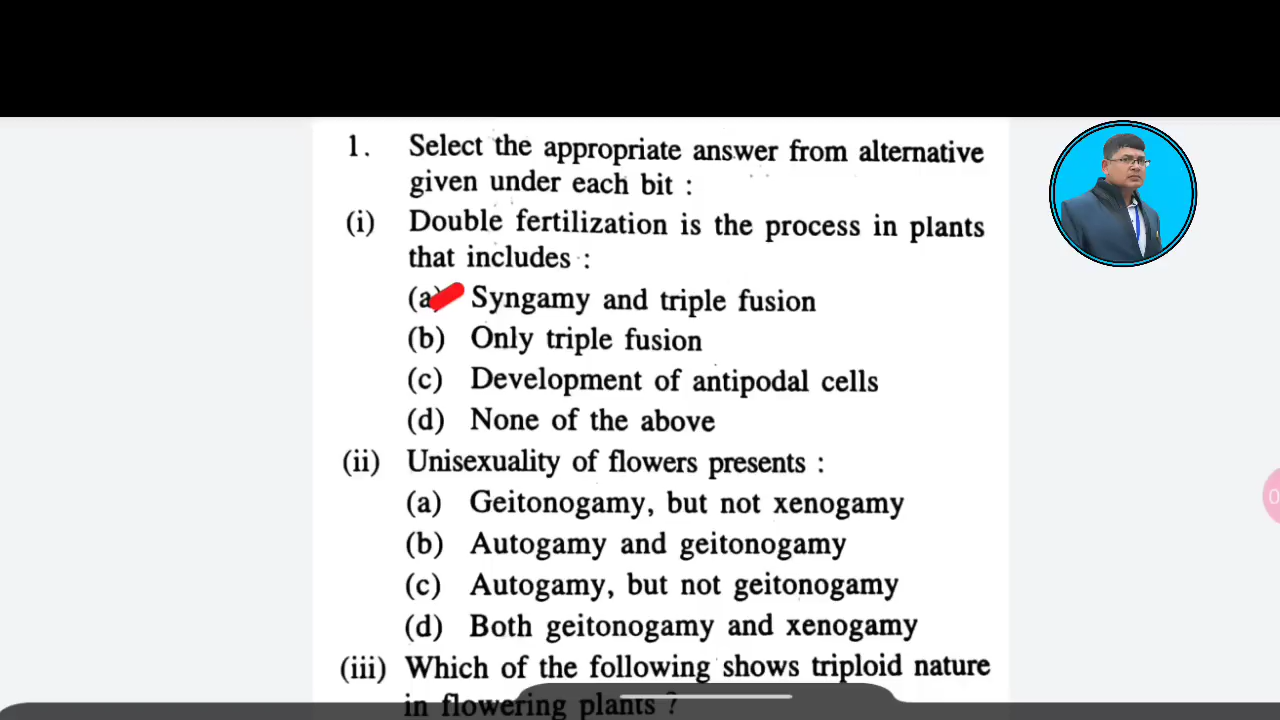 1. Select the appropriate answer from alternative
given under each bit :
(i) Double fertilization is the process in plants
that includes :
(a) Syngamy and triple fusion
(b) Only triple fusion
(c) Development of antipodal cells
(d) None of the above
(ii) Unisexuality of flowers presents :
(a) Geitonogamy, but not xenogamy
(b) Autogamy and geitonogamy
(c) Autogamy, but not geitonogamy
(d) Both geitonogamy and xenogamy
(iii) Which of the following shows triploid nature
in flowering plants ?